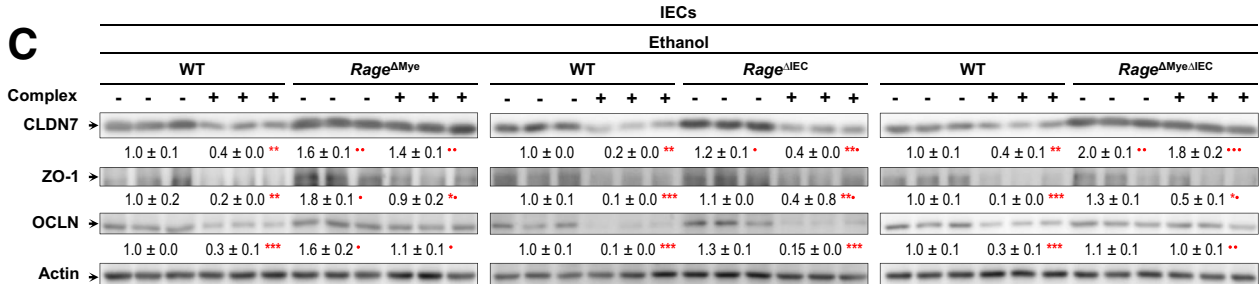 IECs
C
Ethanol
WT Rage^ΔMye WT Rage^ΔIEC WT Rage^ΔMyeΔIEC
Complex - - - + + + - - - + + + - - - + + + - - - + + + - - - + + + - - - + + +
CLDN7
1.0 ± 0.1 0.4 ± 0.0 ** 1.6 ± 0.1 •• 1.4 ± 0.1 •• 1.0 ± 0.0 0.2 ± 0.0 ** 1.2 ± 0.1 • 0.4 ± 0.0 **• 1.0 ± 0.1 0.4 ± 0.1 ** 2.0 ± 0.1 •• 1.8 ± 0.2 •••
ZO-1
1.0 ± 0.2 0.2 ± 0.0 ** 1.8 ± 0.1 • 0.9 ± 0.2 *• 1.0 ± 0.1 0.1 ± 0.0 *** 1.1 ± 0.0 0.4 ± 0.8 **• 1.0 ± 0.1 0.1 ± 0.0 *** 1.3 ± 0.1 0.5 ± 0.1 *•
OCLN
1.0 ± 0.0 0.3 ± 0.1 *** 1.6 ± 0.2 • 1.1 ± 0.1 • 1.0 ± 0.1 0.1 ± 0.0 *** 1.3 ± 0.1 0.15 ± 0.0 *** 1.0 ± 0.1 0.3 ± 0.1 *** 1.1 ± 0.1 1.0 ± 0.1 ••
Actin